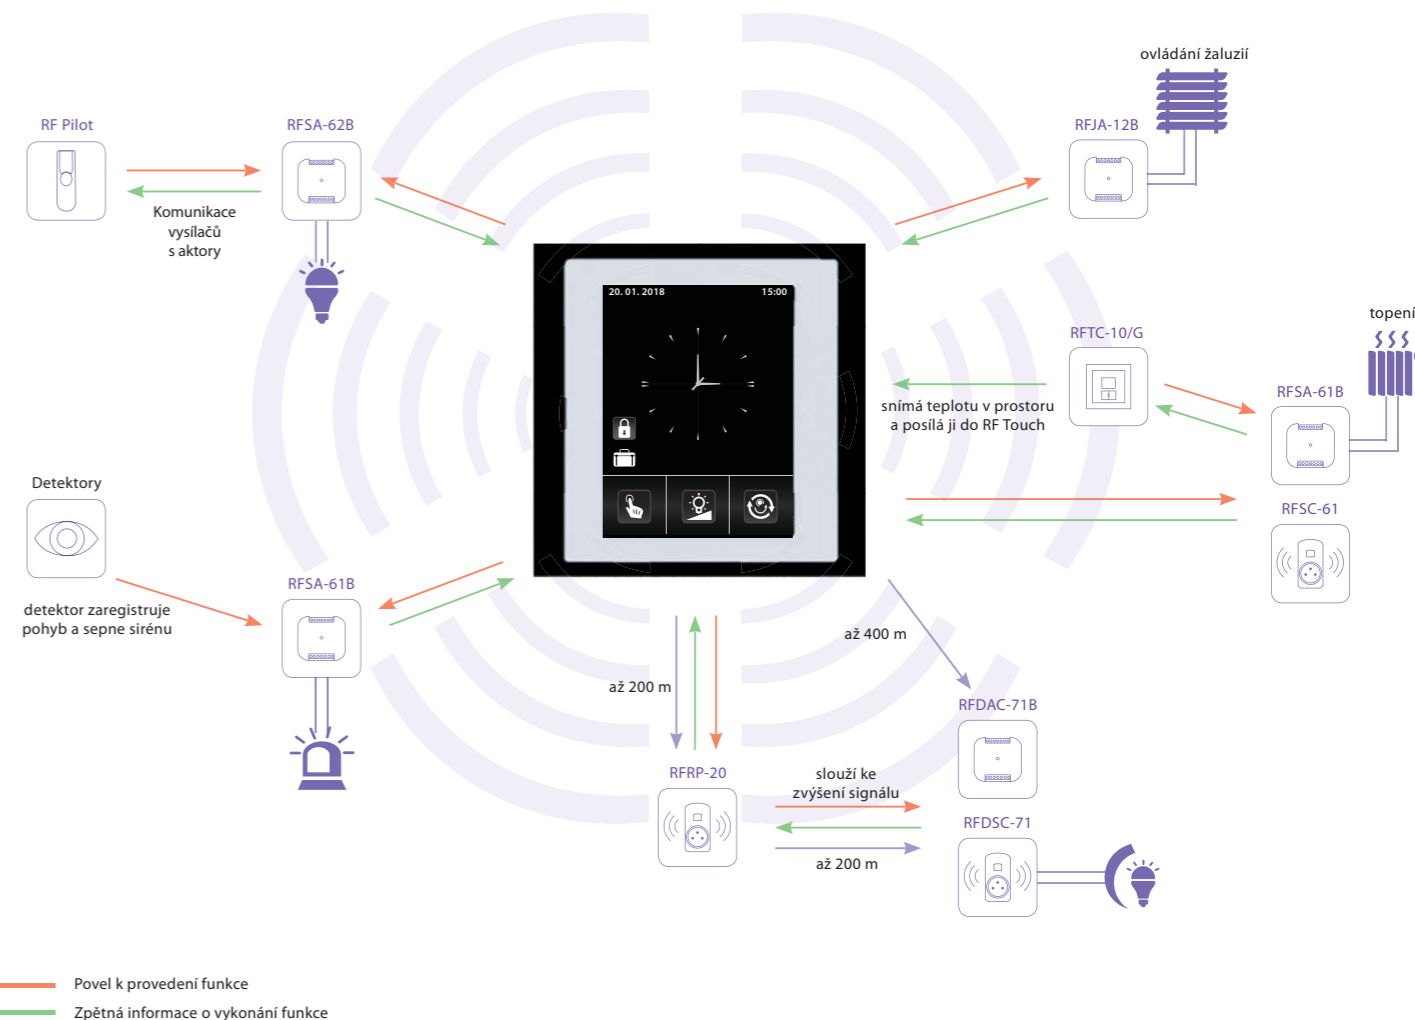 ovládání žaluzií
RF Pilot
RFSA-62B
RFJA-12B
Komunikace
vysílačů
s aktory
20. 01. 2018
15:00
topení
RFTC-10/G
snímá teplotu v prostoru
a posílá ji do RF Touch
RFSA-61B
Detektory
RFSC-61
RFSA-61B
detektor zaregistruje
pohyb a sepne sirénu
až 400 m
až 200 m
RFDAC-71B
RFRP-20
slouží ke
zvýšení signálu
RFDSC-71
až 200 m
Povel k provedení funkce
Zpětná informace o vykonání funkce